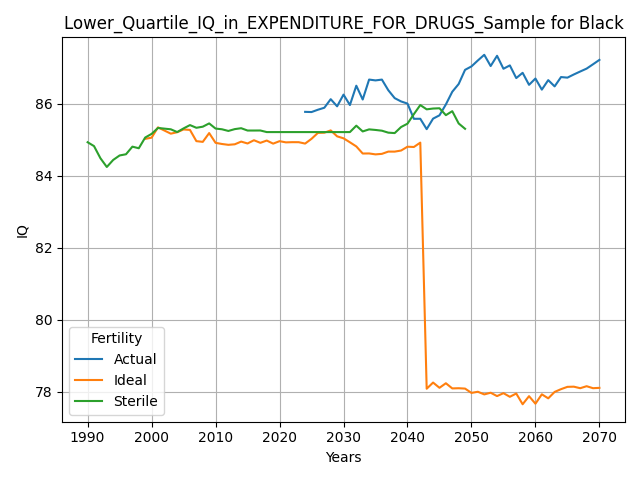 Lower_Quartile_IQ_in_EXPENDITURE_FOR_DRUGS_Sample for Black
86
84
82
80
78
IQ
Fertility
Actual
Ideal
Sterile
1990 2000 2010 2020 2030 2040 2050 2060 2070
Years